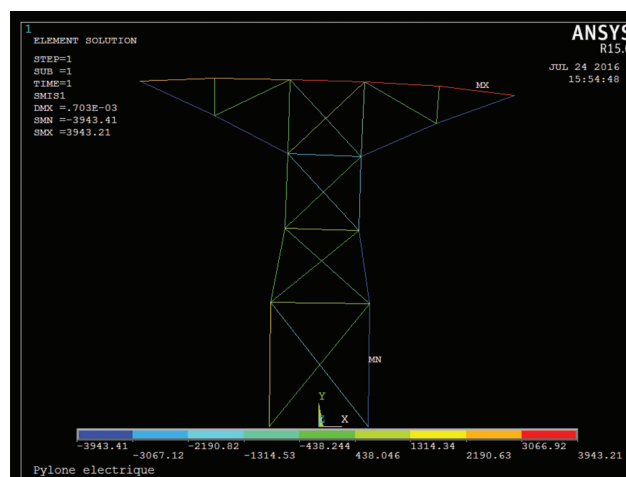 1
ELEMENT SOLUTION
ANSYS
R15.0
STEP=1
SUB =1
TIME=1
SMIS1
DMX =.703E-03
SMN =-3943.41
SMX =3943.21
JUL 24 2016
15:54:48
MX
MN
Y
Z X
-3943.41 -2190.82 -438.244 1314.34 3066.92
-3067.12 -1314.53 438.046 2190.63 3943.21
Pylone electrique